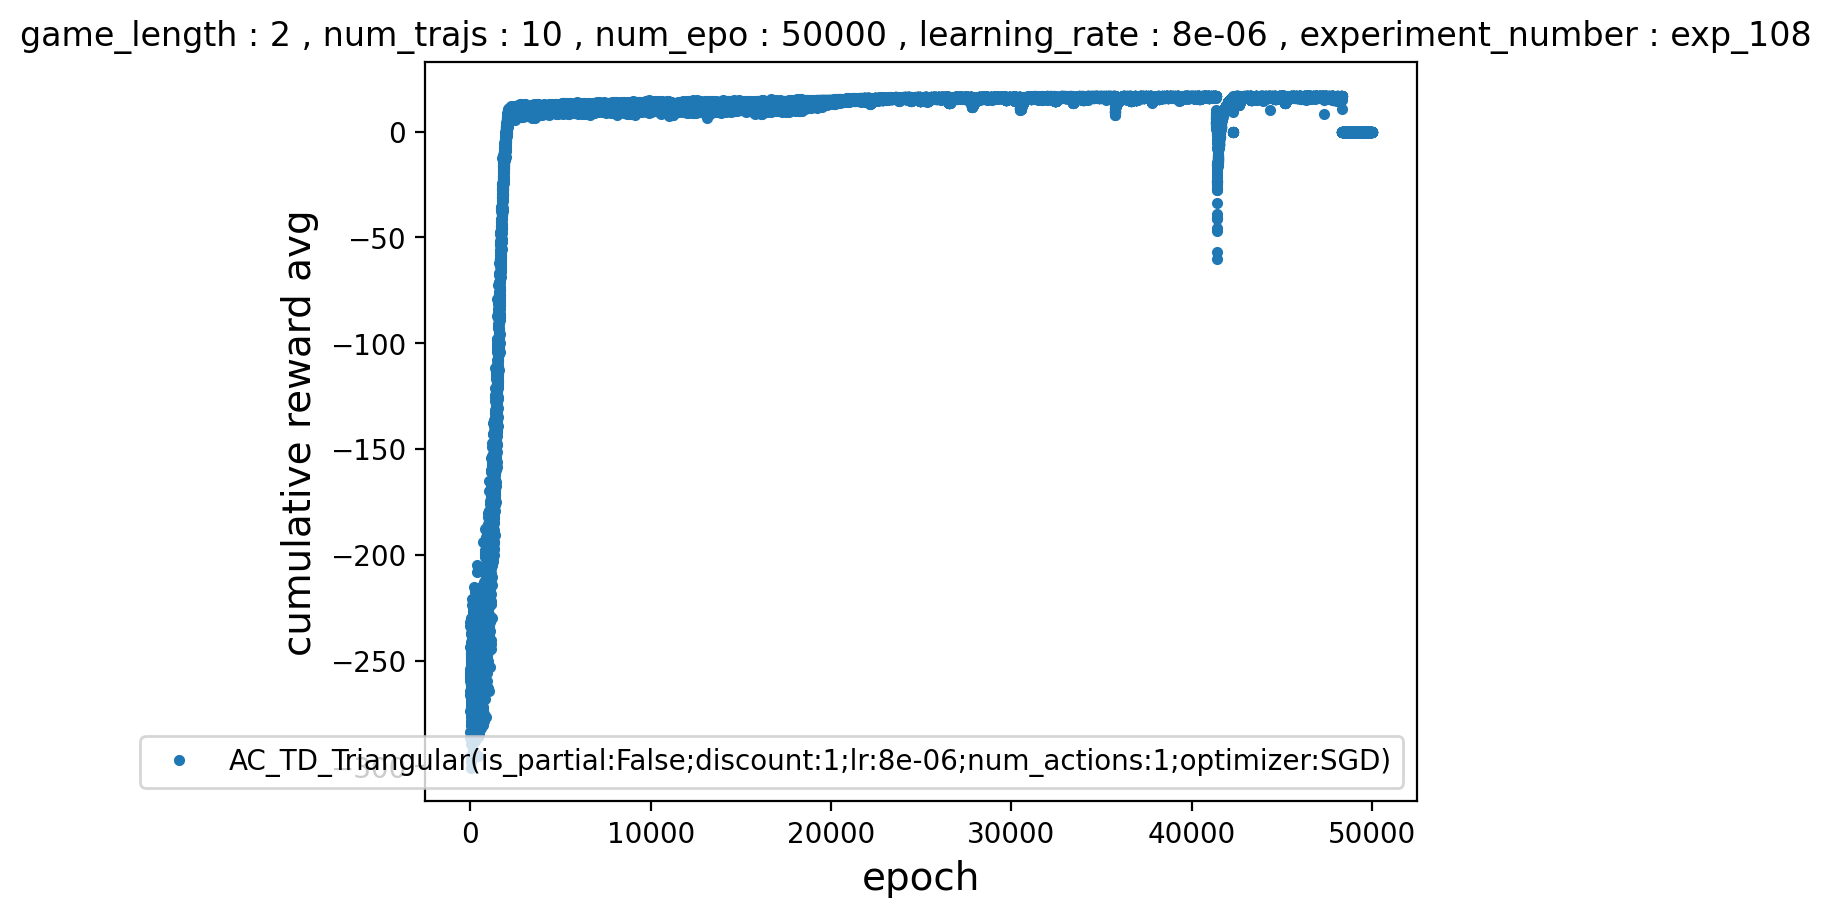 game_length : 2 , num_trajs : 10 , num_epo : 50000 , learning_rate : 8e-06 , experiment_number : exp_108
cumulative reward avg
0
−50
−100
−150
−200
−250
−300
AC_TD_Triangular(is_partial:False;discount:1;lr:8e-06;num_actions:1;optimizer:SGD)
0 10000 20000 30000 40000 50000
epoch